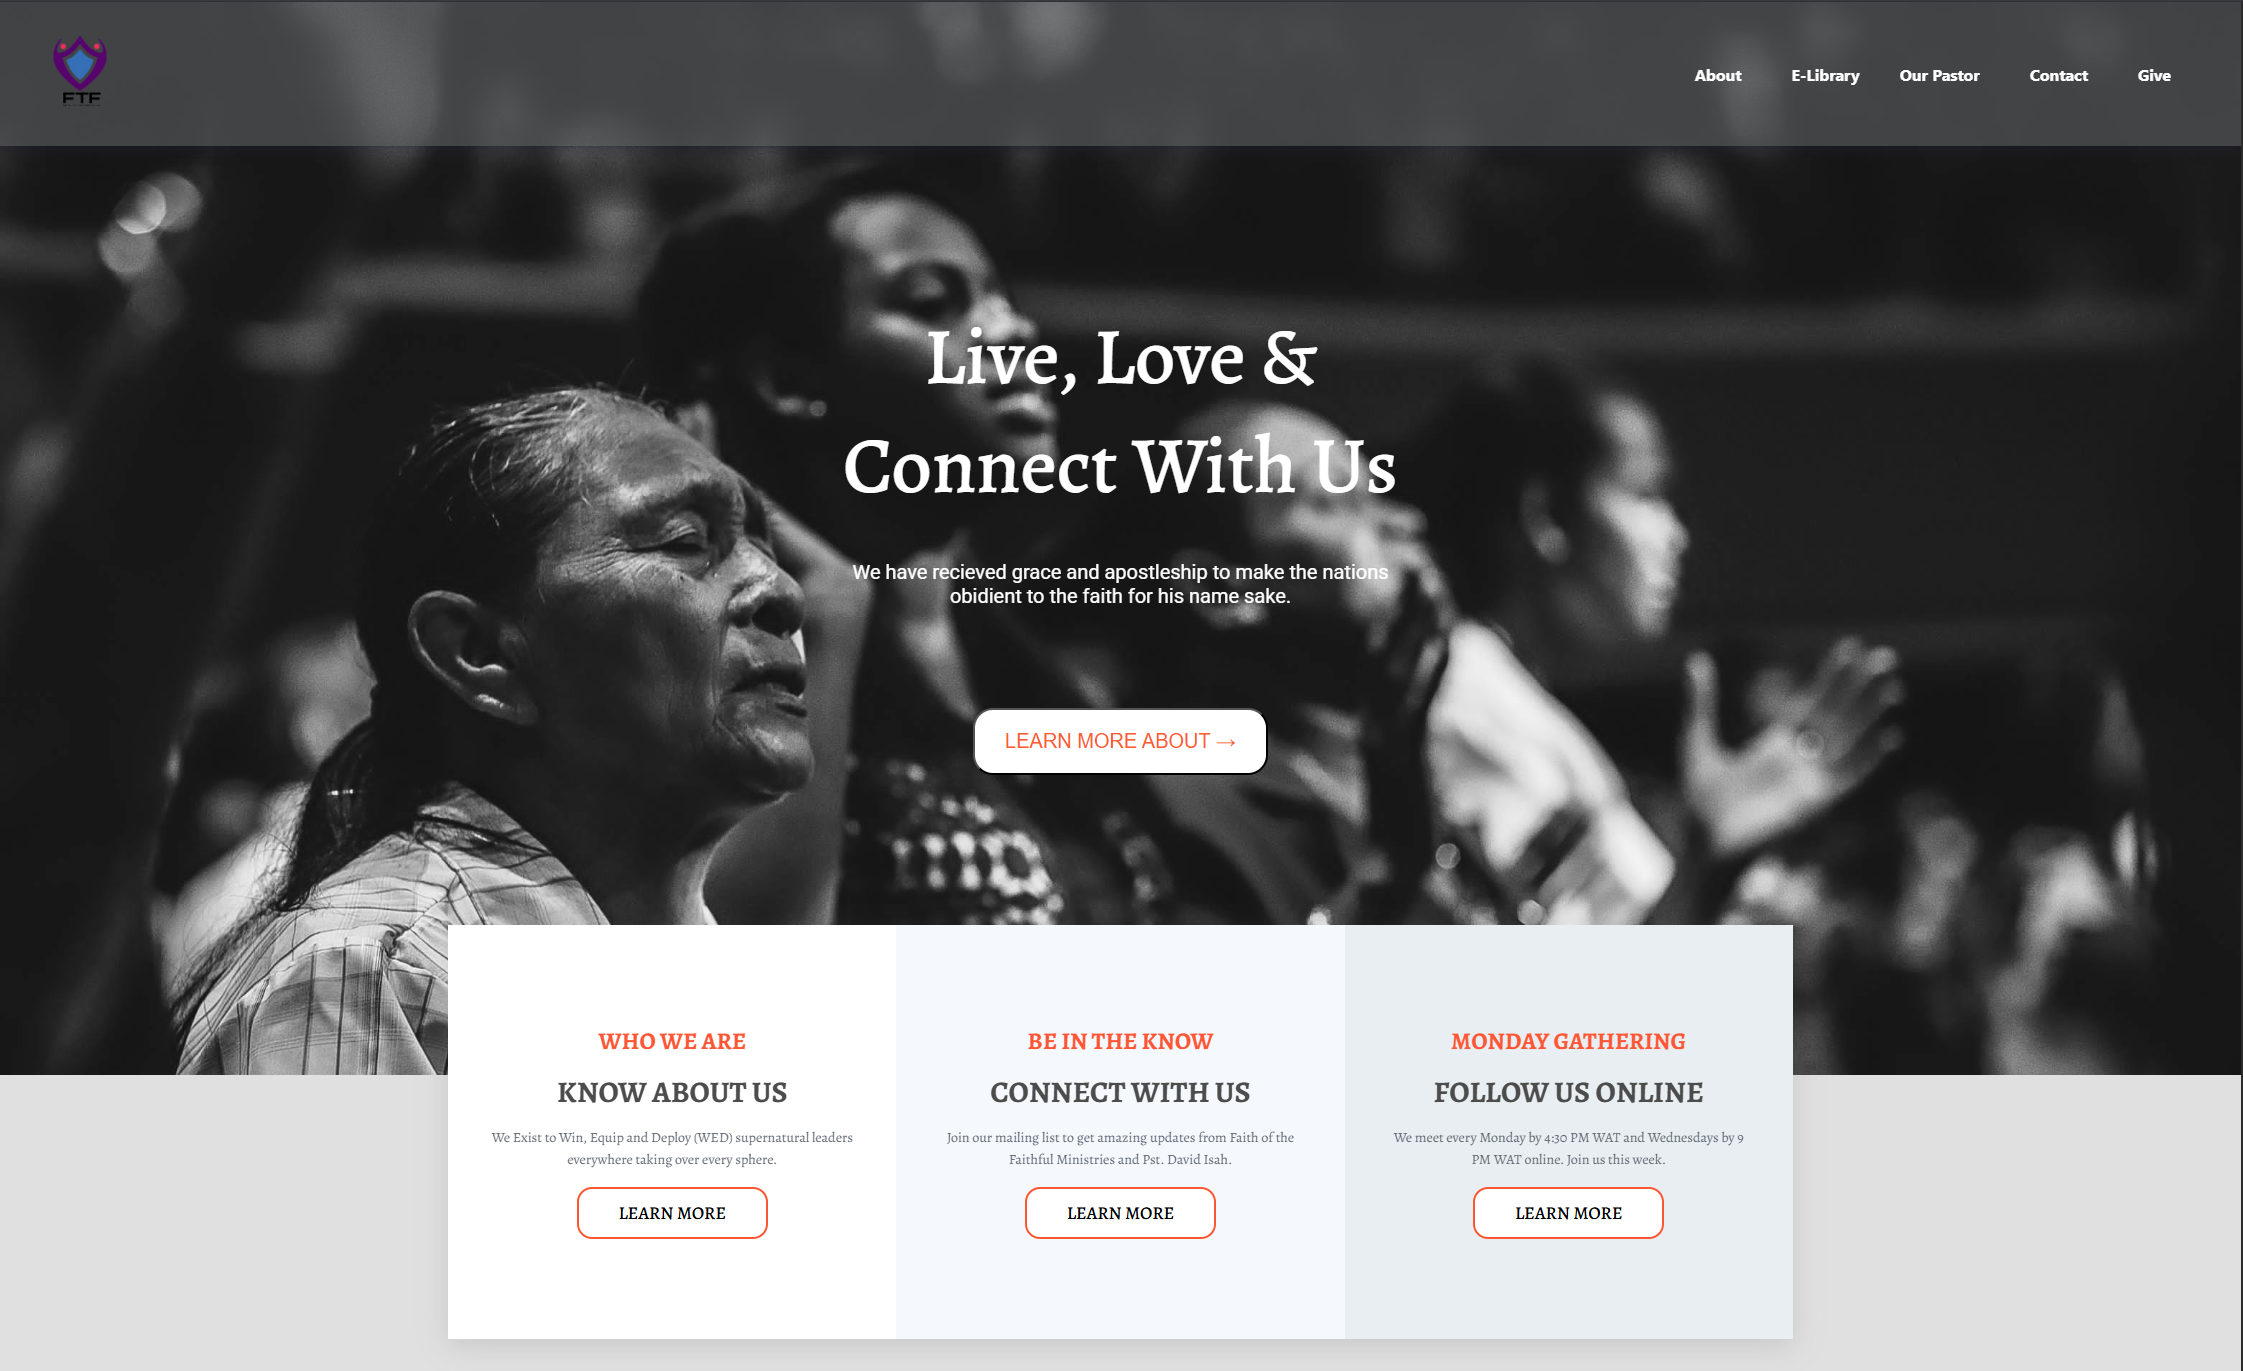 FTF
About
E-Library
Our Pastor
Contact
Give
Live, Love &
Connect With Us
We have recieved grace and apostleship to make the nations
obidient to the faith for his name sake.
LEARN MORE ABOUT →
WHO WE ARE
KNOW ABOUT US
We Exist to Win, Equip and Deploy (WED) supernatural leaders
everywhere taking over every sphere.
LEARN MORE
BE IN THE KNOW
CONNECT WITH US
Join our mailing list to get amazing updates from Faith of the
Faithful Ministries and Pst. David Isah.
LEARN MORE
MONDAY GATHERING
FOLLOW US ONLINE
We meet every Monday by 4:30 PM WAT and Wednesdays by 9
PM WAT online. Join us this week.
LEARN MORE